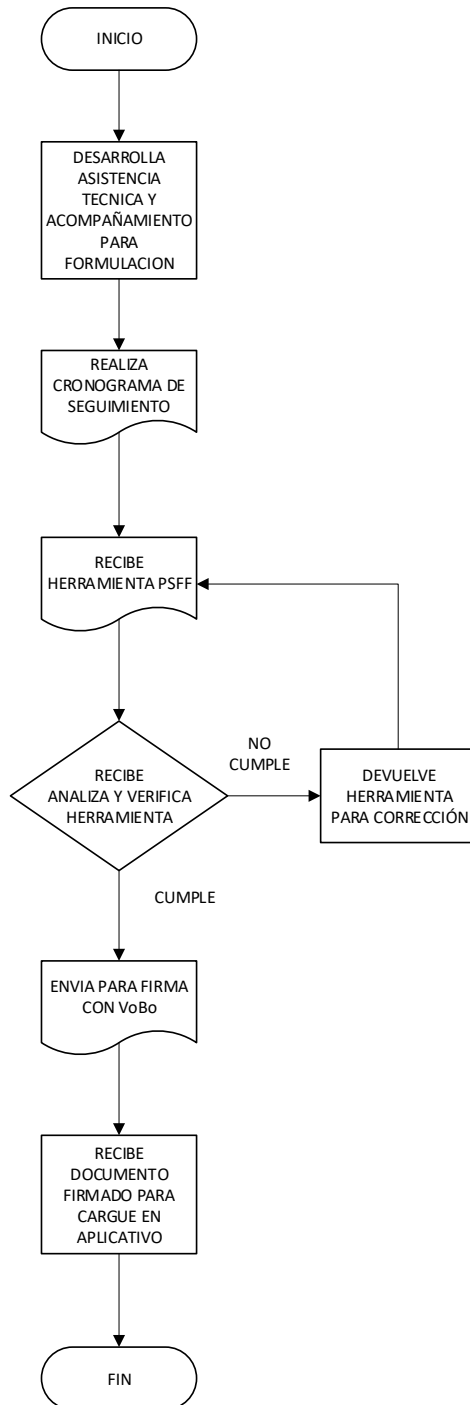 INICIO
DESARROLLA
ASISTENCIA
TECNICA Y
ACOMPAÑAMIENTO
PARA
FORMULACION
REALIZA
CRONOGRAMA DE
SEGUIMIENTO
RECIBE
HERRAMIENTA PSFF
RECIBE
ANALIZA Y VERIFICA
HERRAMIENTA
NO
CUMPLE
DEVUELVE
HERRAMIENTA
PARA CORRECCIÓN
CUMPLE
ENVIA PARA FIRMA
CON VoBo
RECIBE
DOCUMENTO
FIRMADO PARA
CARGUE EN
APLICATIVO
FIN